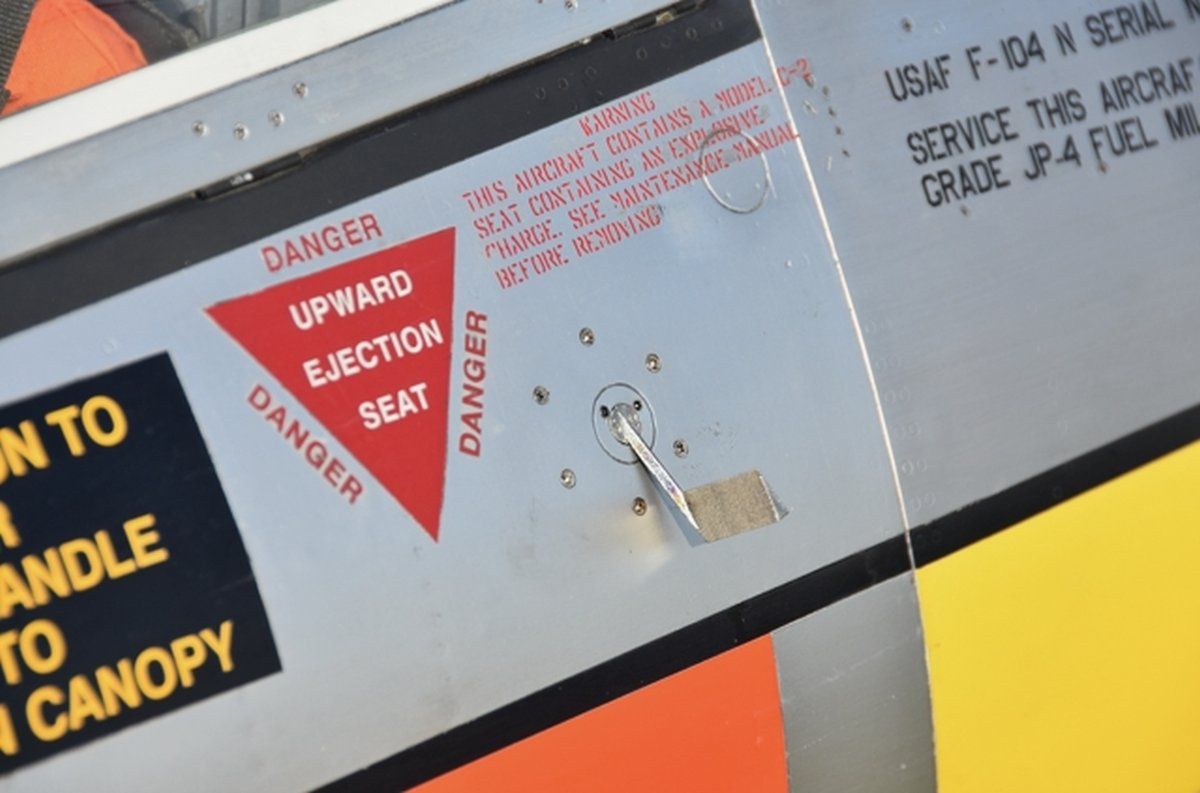 USAF F-104 N SERIAL
SERVICE THIS AIRCRAF
GRADE JP-4 FUEL MIL
WARNING
THIS AIRCRAFT CONTAINS A MODEL C-2
SEAT CONTAINING AN EXPLOSIVE
CHARGE. SEE MAINTENANCE MANUAL
BEFORE REMOVING
DANGER
UPWARD
EJECTION
SEAT
DANGER
DANGER
ON TO
R
ANDLE
TO
N CANOPY